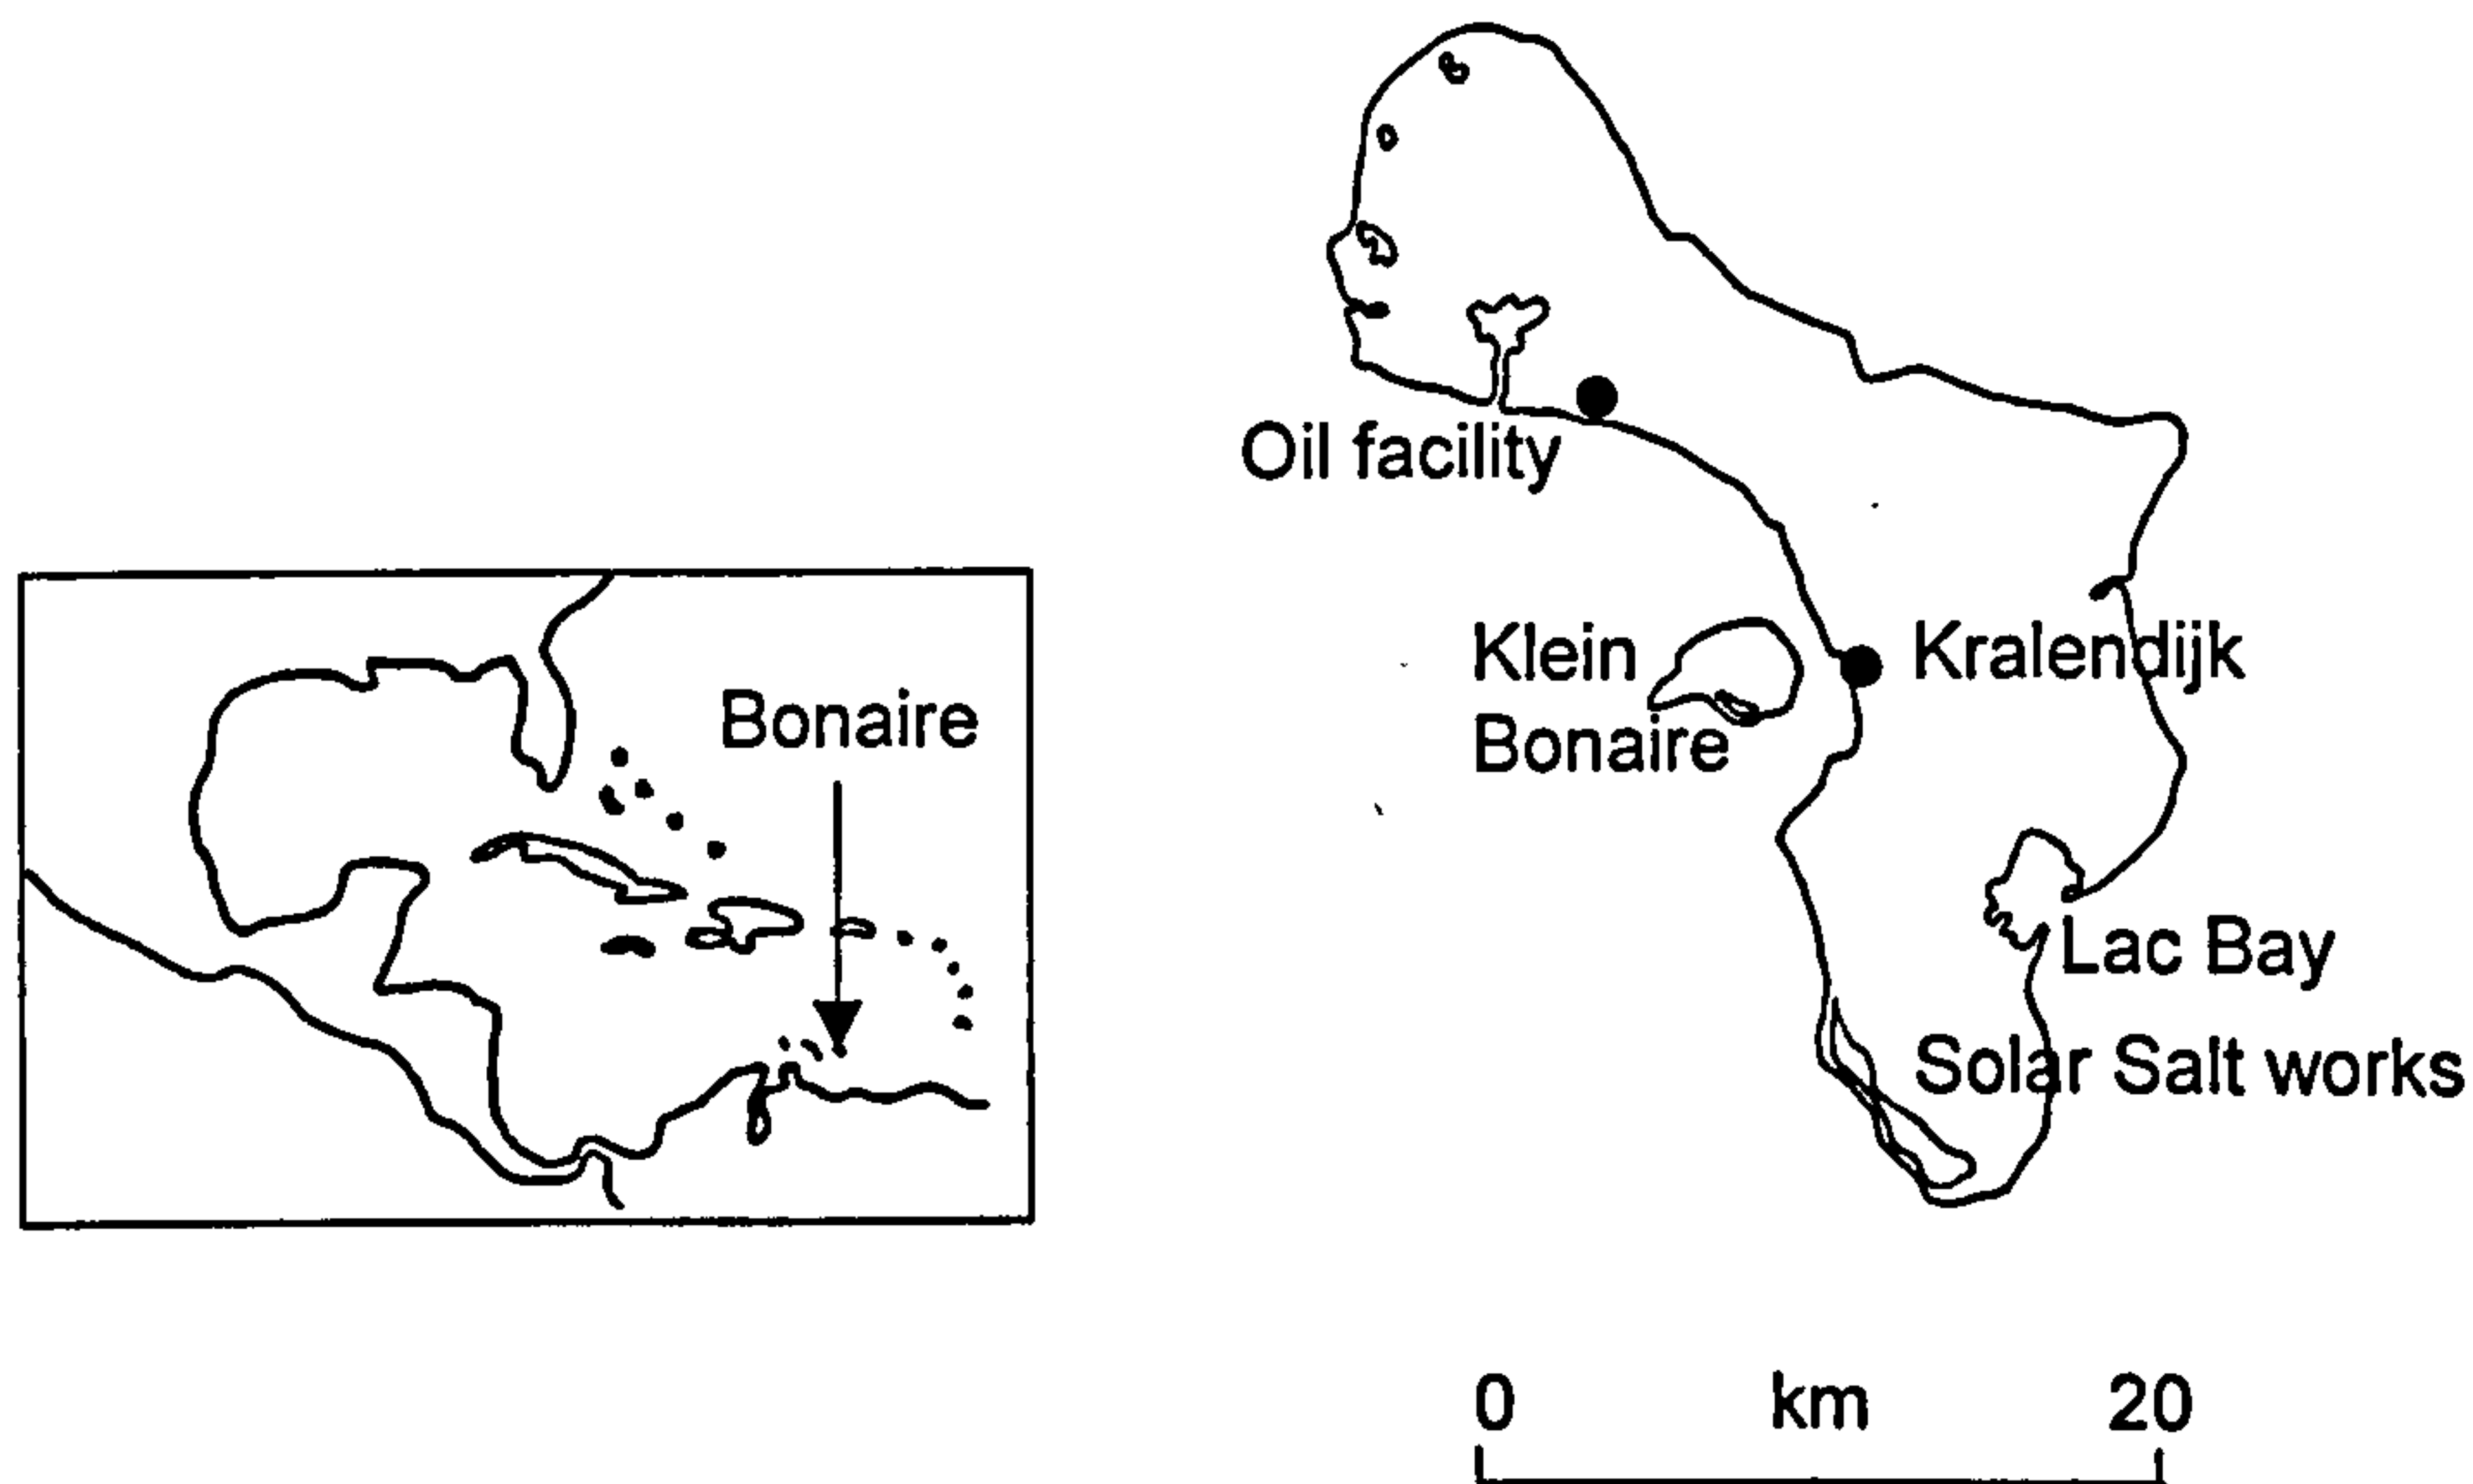 Oil facility
Klein
Bonaire
Kralendijk
Bonaire
Lac Bay
Solar Salt works
0 km 20